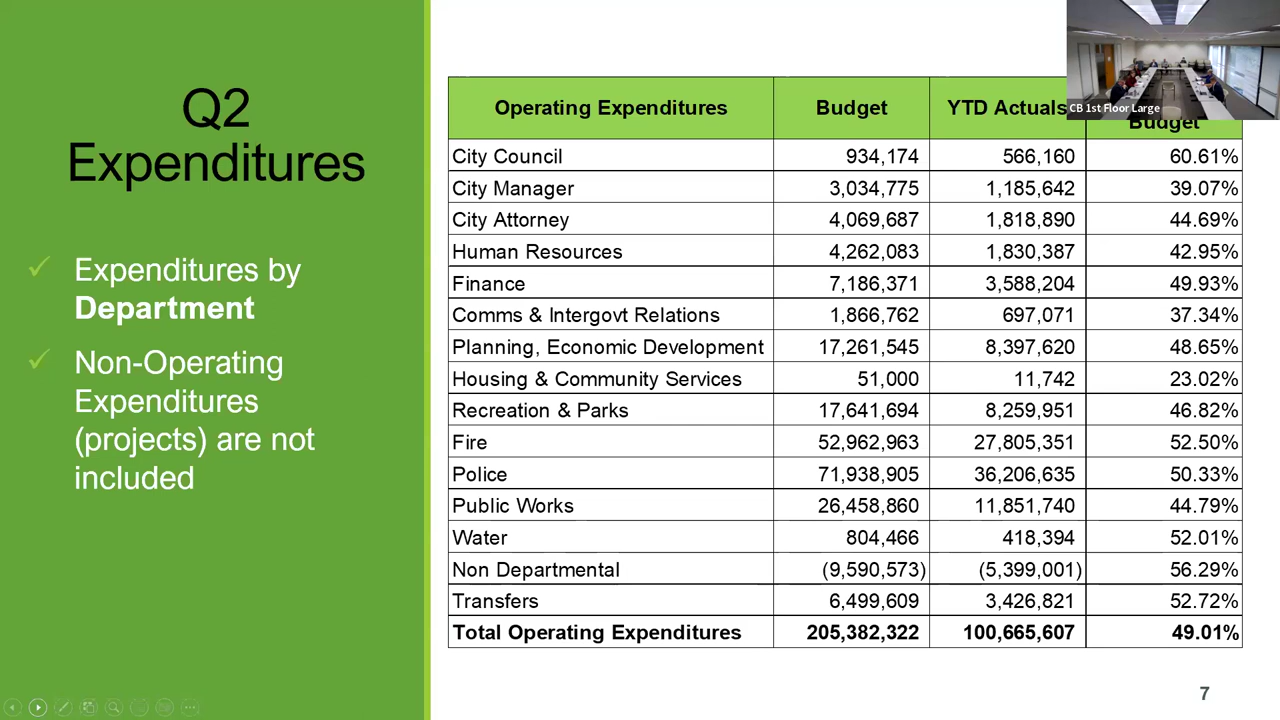 Q2
Expenditures
Expenditures by
Department
Non-Operating
Expenditures
(projects) are not
included
Operating Expenditures Budget YTD Actuals Budget
City Council 934,174 566,160 60.61%
City Manager 3,034,775 1,185,642 39.07%
City Attorney 4,069,687 1,818,890 44.69%
Human Resources 4,262,083 1,830,387 42.95%
Finance 7,186,371 3,588,204 49.93%
Comms & Intergovt Relations 1,866,762 697,071 37.34%
Planning, Economic Development 17,261,545 8,397,620 48.65%
Housing & Community Services 51,000 11,742 23.02%
Recreation & Parks 17,641,694 8,259,951 46.82%
Fire 52,962,963 27,805,351 52.50%
Police 71,938,905 36,206,635 50.33%
Public Works 26,458,860 11,851,740 44.79%
Water 804,466 418,394 52.01%
Non Departmental (9,590,573) (5,399,001) 56.29%
Transfers 6,499,609 3,426,821 52.72%
Total Operating Expenditures 205,382,322 100,665,607 49.01%
CB 1st Floor Large
7